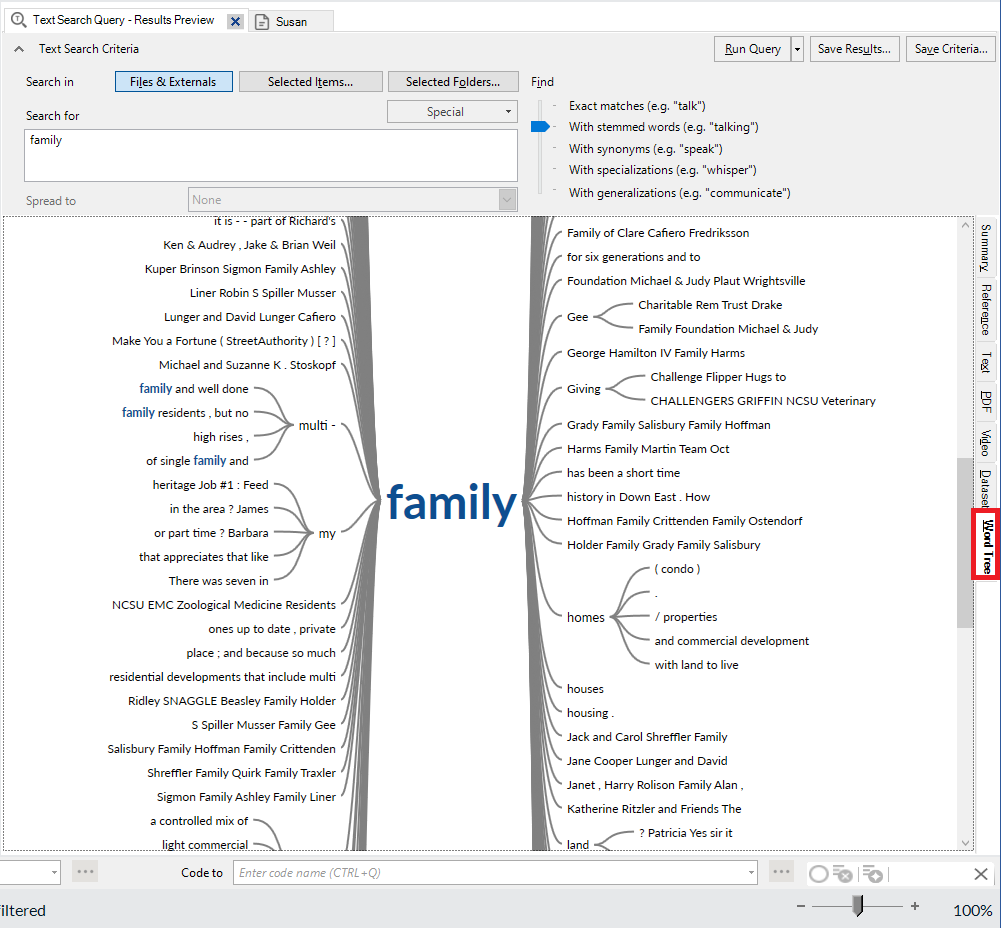 Text Search Query - Results Preview
Susan
Text Search Criteria
Run Query
Save Results...
Save Criteria...
Search in
Files & Externals
Selected Items...
Selected Folders...
Find
Search for
Special
family
Exact matches (e.g. "talk")
With stemmed words (e.g. "talking")
With synonyms (e.g. "speak")
With specializations (e.g. "whisper")
With generalizations (e.g. "communicate")
Spread to
None
it is - - part of Richard's
Ken & Audrey , Jake & Brian Weil
Kuper Brinson Sigmon Family Ashley
Liner Robin S Spiller Musser
Lunger and David Lunger Cafiero
Make You a Fortune ( StreetAuthority ) [ ? ]
Michael and Suzanne K . Stoskopf
family and well done
family residents , but no
high rises ,
of single family and
multi -
heritage Job #1 : Feed
in the area ? James
or part time ? Barbara
that appreciates that like
There was seven in
my
NCSU EMC Zoological Medicine Residents
ones up to date , private
place ; and because so much
residential developments that include multi
Ridley SNAGGLE Beasley Family Holder
S Spiller Musser Family Gee
Salisbury Family Hoffman Family Crittenden
Shreffler Family Quirk Family Traxler
Sigmon Family Ashley Family Liner
a controlled mix of
light commercial
family
Family of Clare Cafiero Fredriksson
for six generations and to
Foundation Michael & Judy Plaut Wrightsville
Gee
Charitable Rem Trust Drake
Family Foundation Michael & Judy
George Hamilton IV Family Harms
Giving
Challenge Flipper Hugs to
CHALLENGERS GRIFFIN NCSU Veterinary
Grady Family Salisbury Family Hoffman
Harms Family Martin Team Oct
has been a short time
history in Down East . How
Hoffman Family Crittenden Family Ostendorf
Holder Family Grady Family Salisbury
homes
( condo )
.
/ properties
and commercial development
with land to live
houses
housing .
Jack and Carol Shreffler Family
Jane Cooper Lunger and David
Janet , Harry Rolison Family Alan ,
Katherine Ritzler and Friends The
land
? Patricia Yes sir it
Summary
Reference
Text
PDF
Video
Dataset
Word Tree
Code to
Enter code name (CTRL+Q)
iltered
100%